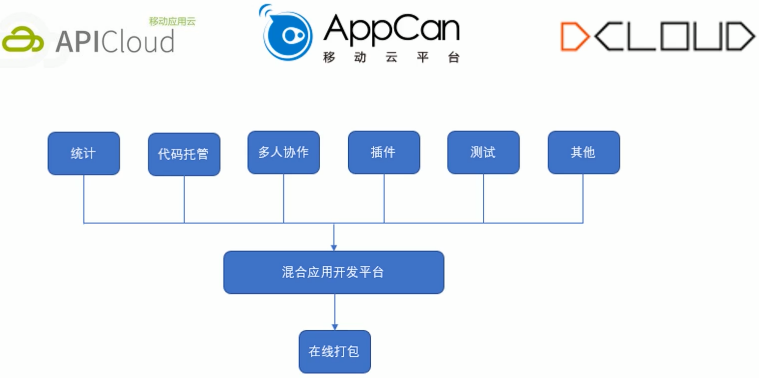 移动应用云
APICloud
AppCan
移动云平台
DCLOUD
统计
代码托管
多人协作
插件
测试
其他
混合应用开发平台
在线打包